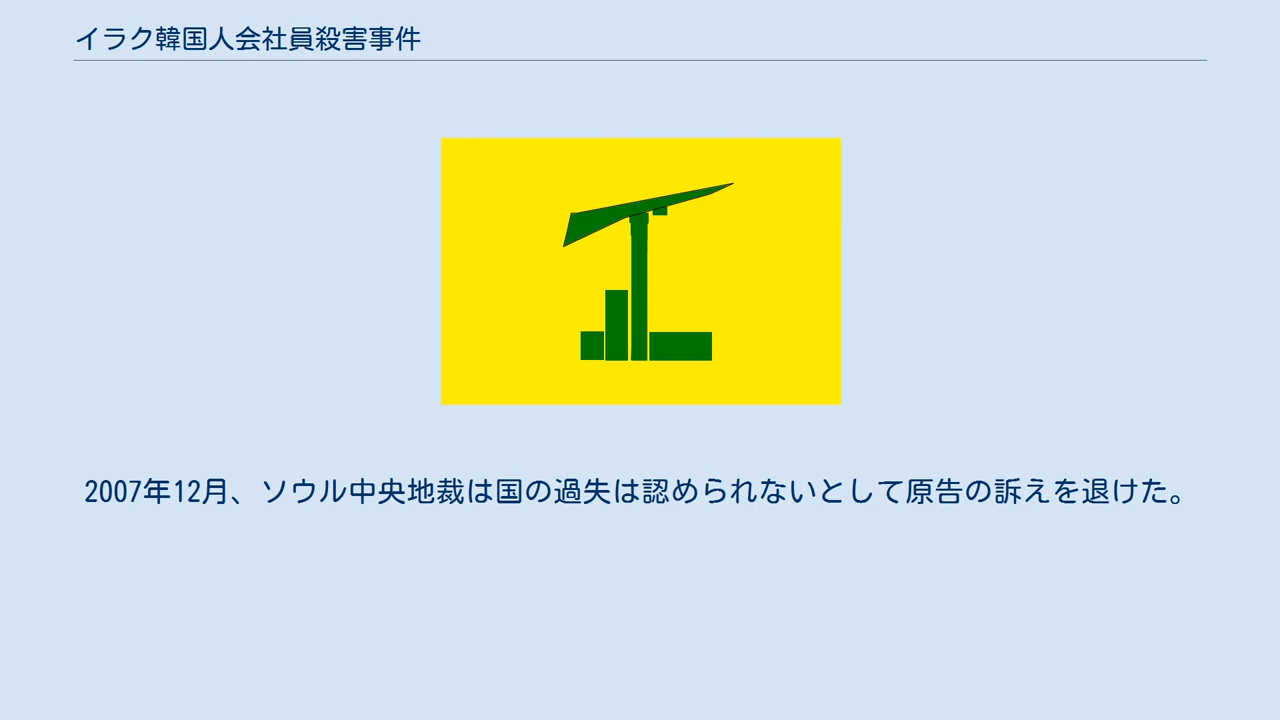 イラク韓国人会社員殺害事件
2007年12月、ソウル中央地裁は国の過失は認められないとして原告の訴えを退けた。